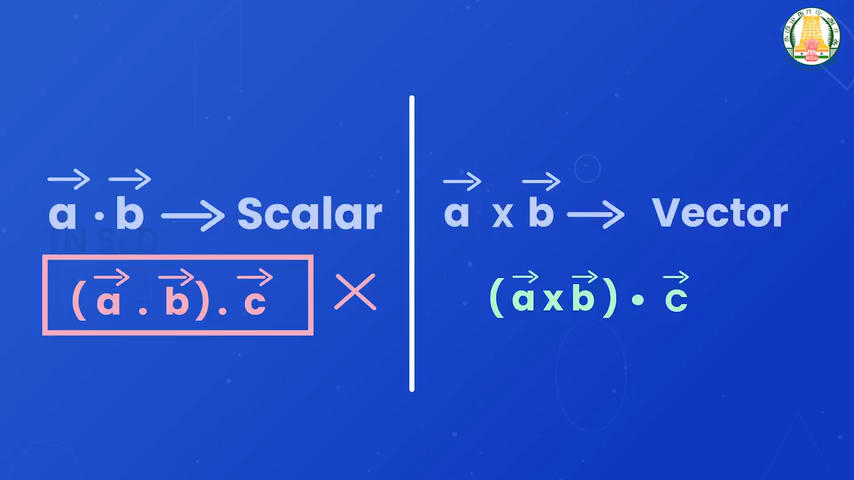 a · b → Scalar
(a . b). c ×
a x b → Vector
(a x b) • c